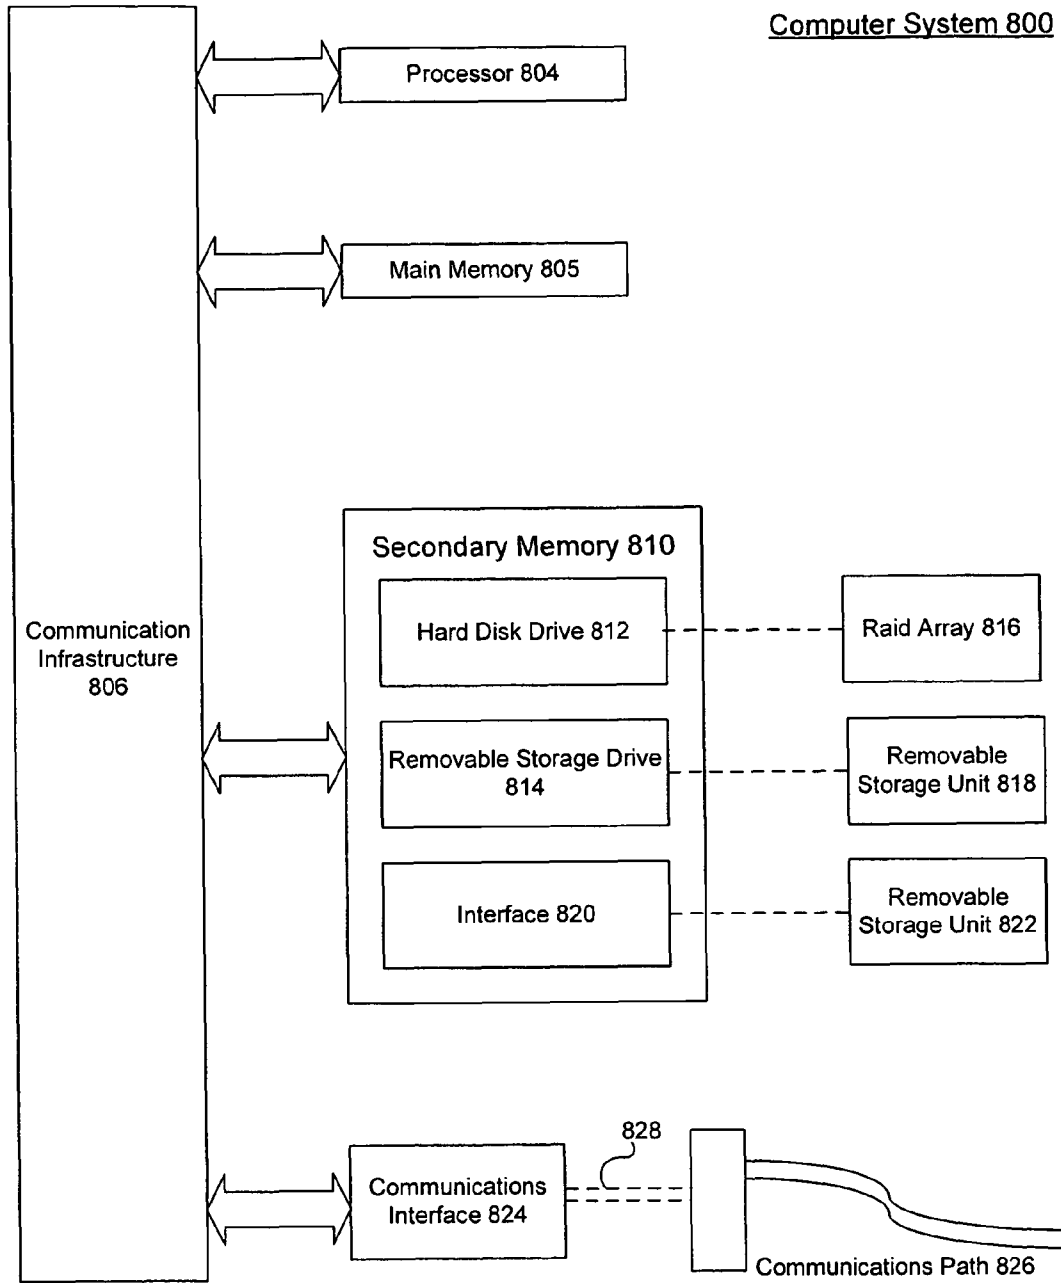 Computer System 800
Processor 804
Main Memory 805
Communication
Infrastructure
806
Secondary Memory 810
Hard Disk Drive 812
Raid Array 816
Removable Storage Drive
814
Removable
Storage Unit 818
Interface 820
Removable
Storage Unit 822
Communications
Interface 824
828
Communications Path 826